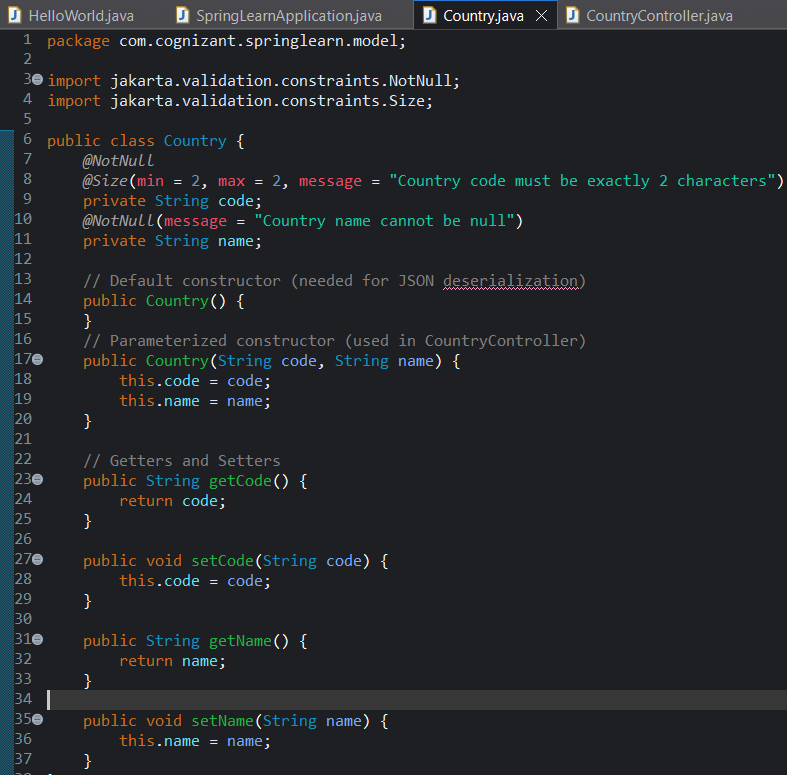 HelloWorld.java SpringLearnApplication.java Country.java CountryController.java
1 package com.cognizant.springlearn.model;
2
3 import jakarta.validation.constraints.NotNull;
4 import jakarta.validation.constraints.Size;
5
6 public class Country {
7     @NotNull
8     @Size(min = 2, max = 2, message = "Country code must be exactly 2 characters")
9     private String code;
10     @NotNull(message = "Country name cannot be null")
11     private String name;
12
13     // Default constructor (needed for JSON deserialization)
14     public Country() {
15     }
16     // Parameterized constructor (used in CountryController)
17     public Country(String code, String name) {
18         this.code = code;
19         this.name = name;
20     }
21
22     // Getters and Setters
23     public String getCode() {
24         return code;
25     }
26
27     public void setCode(String code) {
28         this.code = code;
29     }
30
31     public String getName() {
32         return name;
33     }
34
35     public void setName(String name) {
36         this.name = name;
37     }